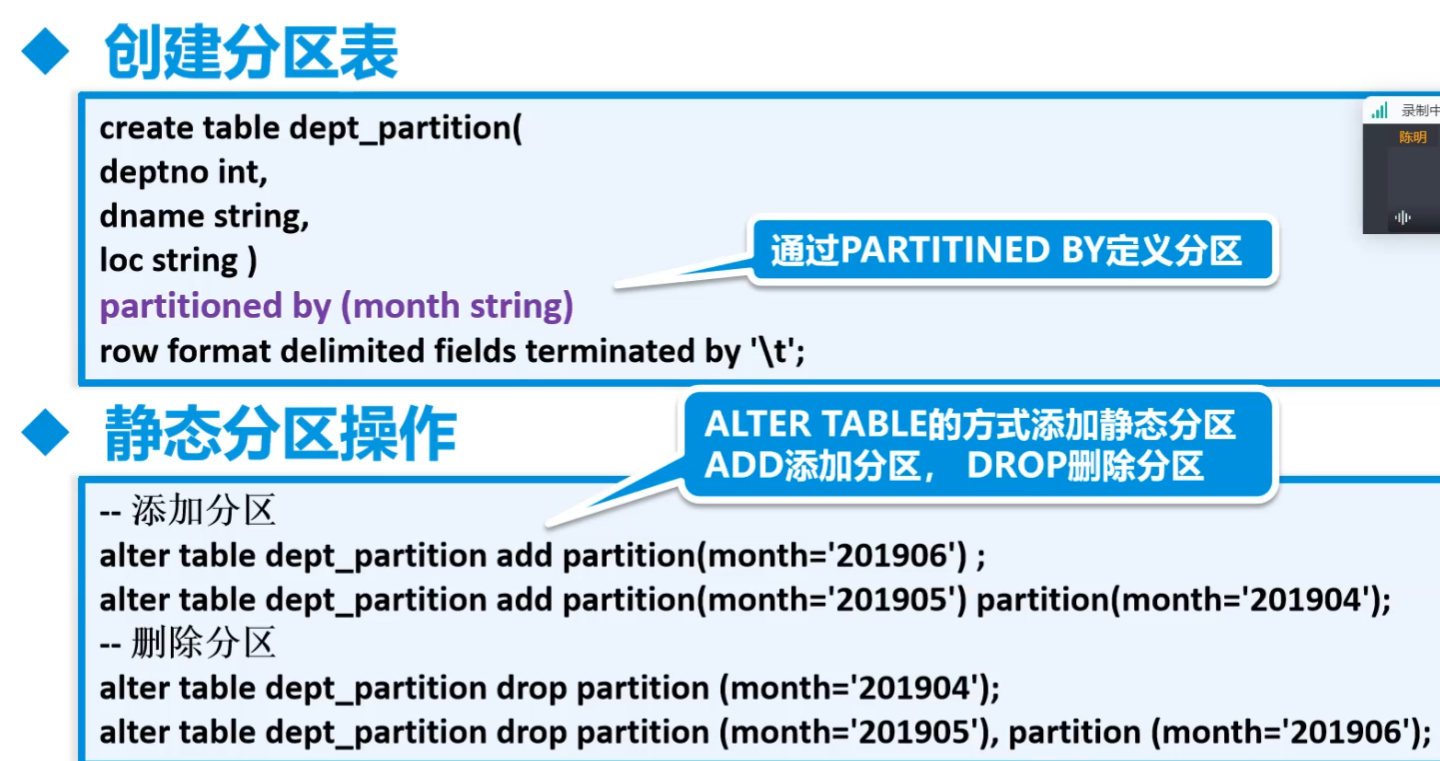 创建分区表
create table dept_partition(
deptno int,
dname string,
loc string )
partitioned by (month string)
row format delimited fields terminated by '\t';
通过PARTITINED BY定义分区
录制中
陈明
静态分区操作
ALTER TABLE的方式添加静态分区
ADD添加分区， DROP删除分区
-- 添加分区
alter table dept_partition add partition(month='201906') ;
alter table dept_partition add partition(month='201905') partition(month='201904');
-- 删除分区
alter table dept_partition drop partition (month='201904');
alter table dept_partition drop partition (month='201905'), partition (month='201906');